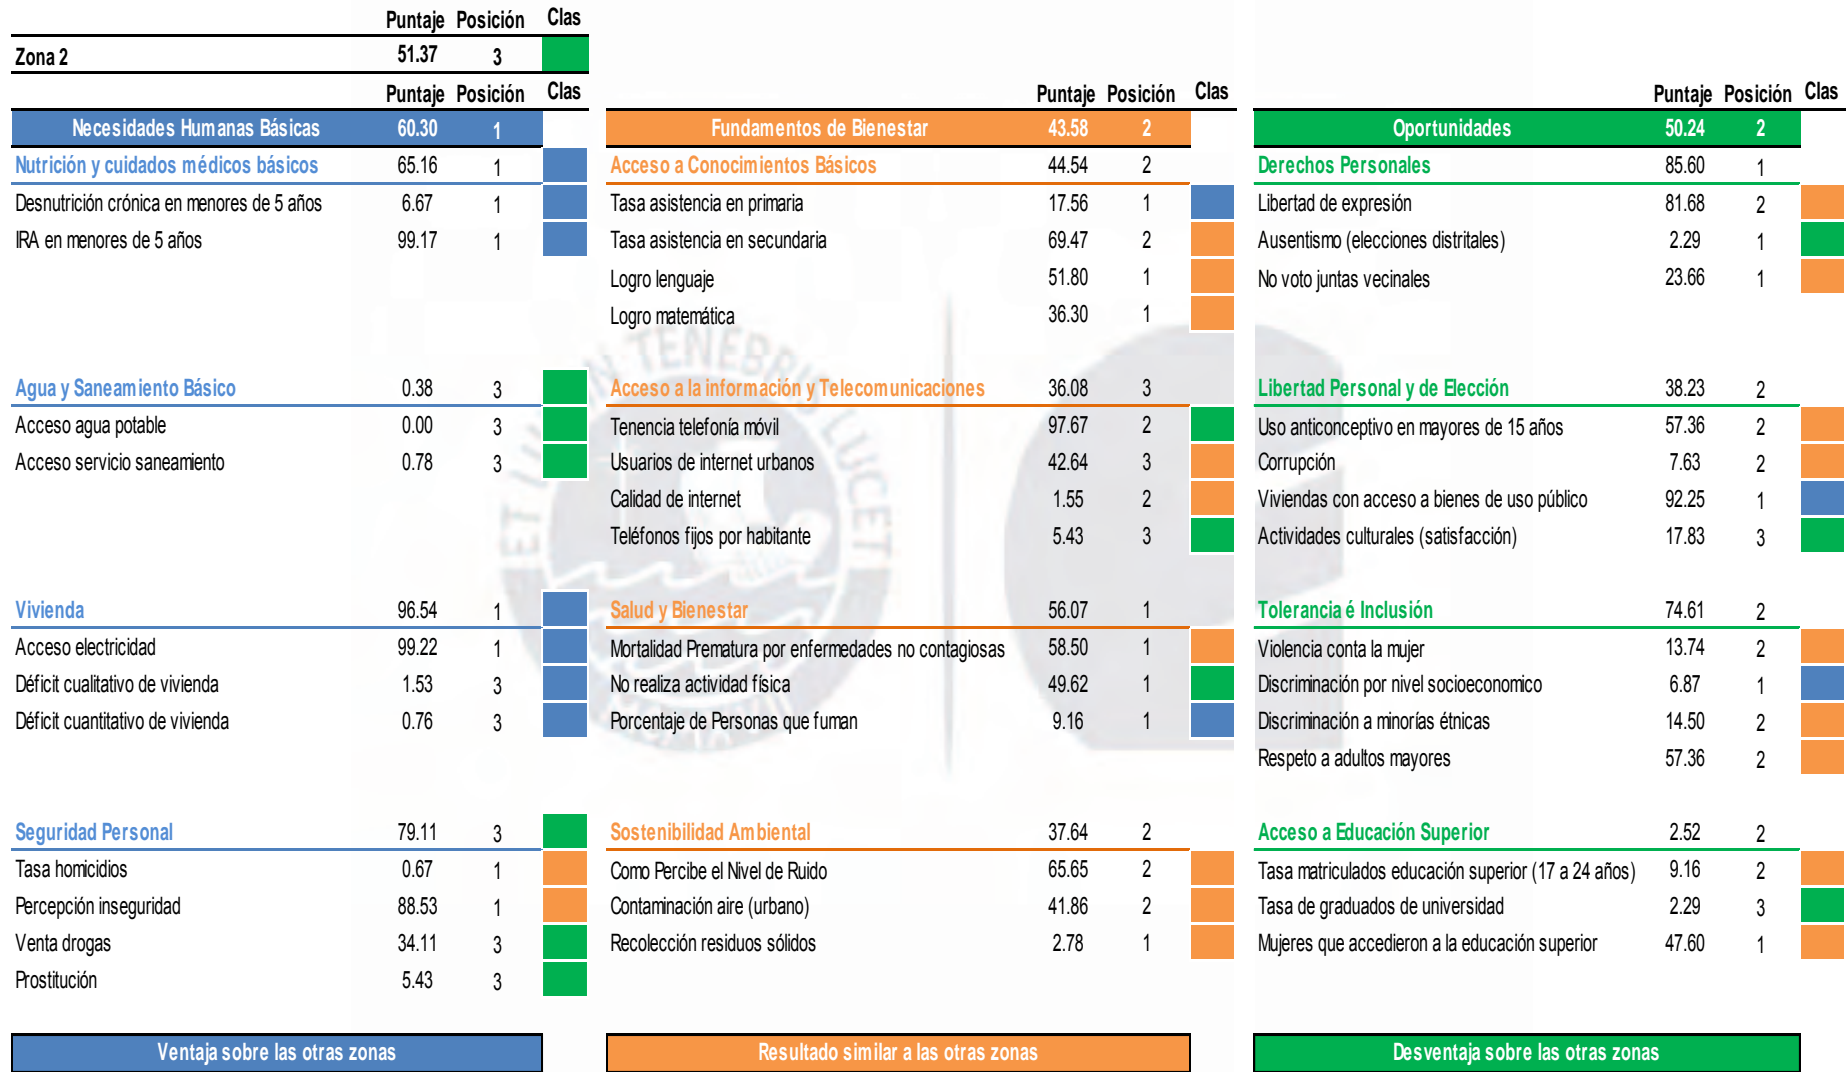 Puntaje Posición Clas
Zona 2 51.37 3
Puntaje Posición Clas
Necesidades Humanas Básicas 60.30 1
Nutrición y cuidados médicos básicos 65.16 1
Desnutrición crónica en menores de 5 años 6.67 1
IRA en menores de 5 años 99.17 1
Agua y Saneamiento Básico 0.38 3
Acceso agua potable 0.00 3
Acceso servicio saneamiento 0.78 3
Vivienda 96.54 1
Acceso electricidad 99.22 1
Déficit cualitativo de vivienda 1.53 3
Déficit cuantitativo de vivienda 0.76 3
Seguridad Personal 79.11 3
Tasa homicidios 0.67 1
Percepción inseguridad 88.53 1
Venta drogas 34.11 3
Prostitución 5.43 3
Ventaja sobre las otras zonas
Puntaje Posición Clas
Fundamentos de Bienestar 43.58 2
Acceso a Conocimientos Básicos 44.54 2
Tasa asistencia en primaria 17.56 1
Tasa asistencia en secundaria 69.47 2
Logro lenguaje 51.80 1
Logro matemática 36.30 1
Acceso a la información y Telecomunicaciones 36.08 3
Tenencia telefonía móvil 97.67 2
Usuarios de internet urbanos 42.64 3
Calidad de internet 1.55 2
Teléfonos fijos por habitante 5.43 3
Salud y Bienestar 56.07 1
Mortalidad Prematura por enfermedades no contagiosas 58.50 1
No realiza actividad física 49.62 1
Porcentaje de Personas que fuman 9.16 1
Sostenibilidad Ambiental 37.64 2
Como Percibe el Nivel de Ruido 65.65 2
Contaminación aire (urbano) 41.86 2
Recolección residuos sólidos 2.78 1
Resultado similar a las otras zonas
Puntaje Posición Clas
Oportunidades 50.24 2
Derechos Personales 85.60 1
Libertad de expresión 81.68 2
Ausentismo (elecciones distritales) 2.29 1
No voto juntas vecinales 23.66 1
Libertad Personal y de Elección 38.23 2
Uso anticonceptivo en mayores de 15 años 57.36 2
Corrupción 7.63 2
Viviendas con acceso a bienes de uso público 92.25 1
Actividades culturales (satisfacción) 17.83 3
Tolerancia é Inclusión 74.61 2
Violencia conta la mujer 13.74 2
Discriminación por nivel socioeconomico 6.87 1
Discriminación a minorías étnicas 14.50 2
Respeto a adultos mayores 57.36 2
Acceso a Educación Superior 2.52 2
Tasa matriculados educación superior (17 a 24 años) 9.16 2
Tasa de graduados de universidad 2.29 3
Mujeres que accedieron a la educación superior 47.60 1
Desventaja sobre las otras zonas
ET LUX IN TENEBRIS LUCET